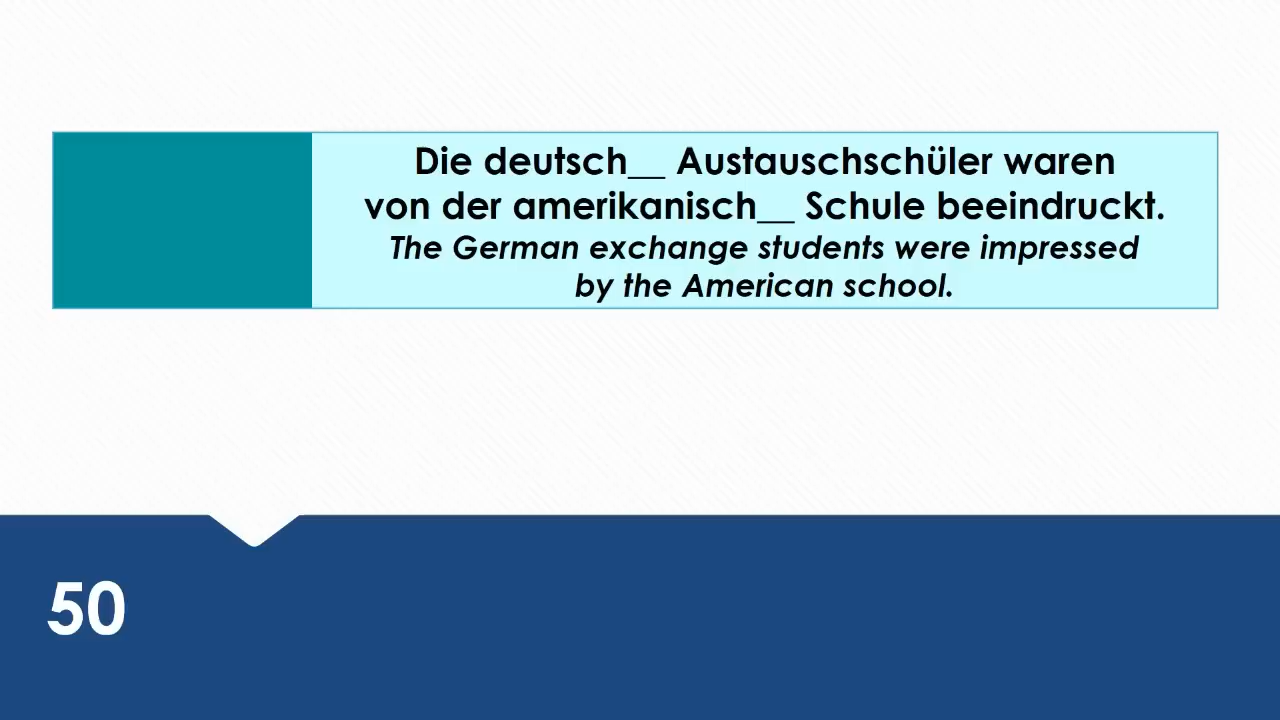 Die deutsch__ Austauschschüler waren
von der amerikanisch__ Schule beeindruckt.
The German exchange students were impressed
by the American school.
50